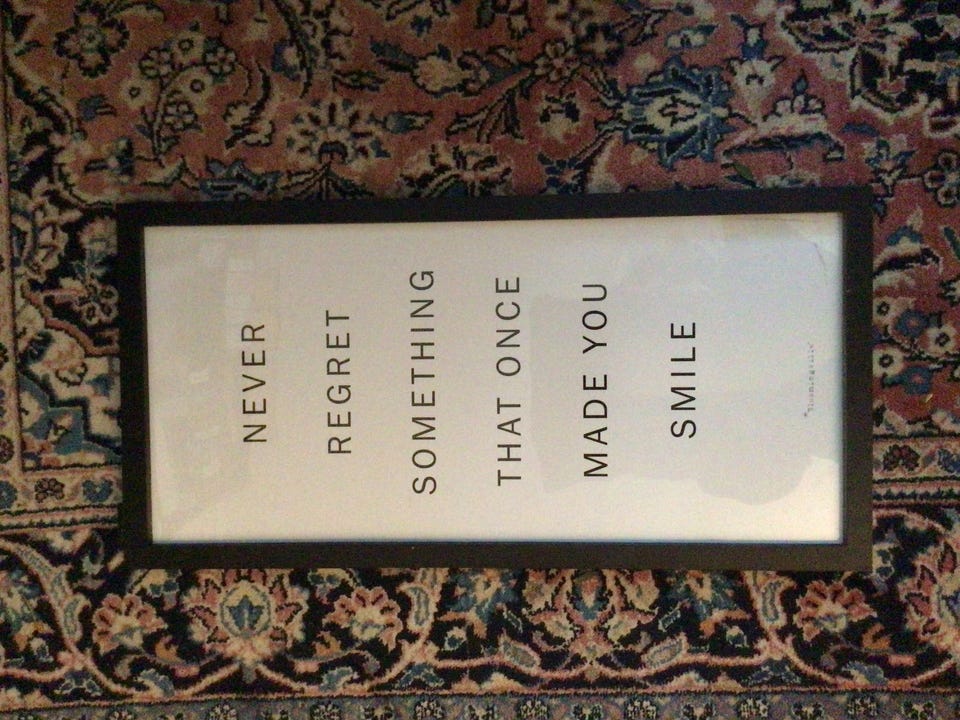 NEVER
REGRET
SOMETHING
THAT ONCE
MADE YOU
SMILE